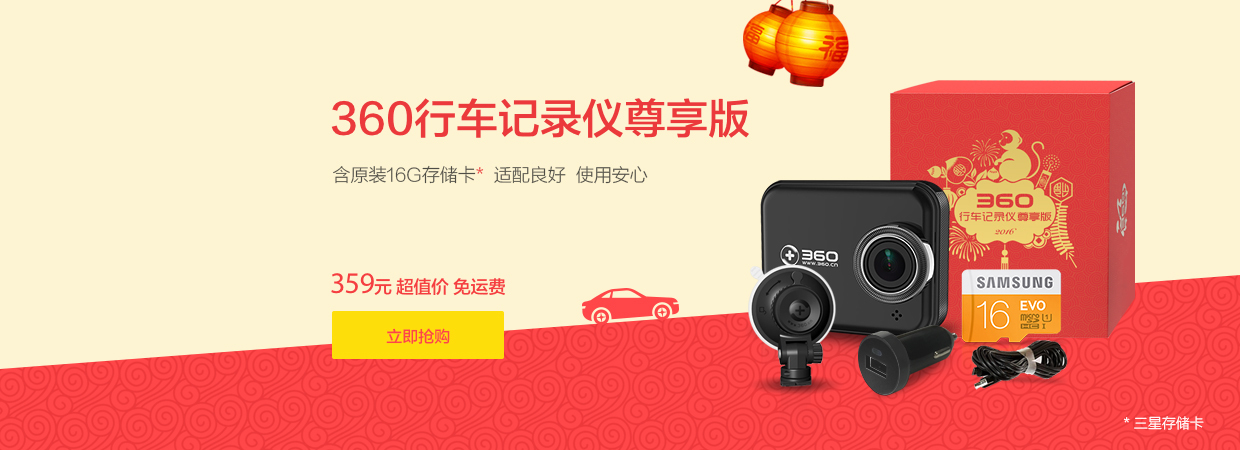 福
福
360行车记录仪尊享版
含原装16G存储卡* 适配良好 使用安心
359元 超值价 免运费
立即抢购
360
行车记录仪尊享版
2016
360
WWW.360.CN
SAMSUNG
16 EVO
micro
HC I
* 三星存储卡